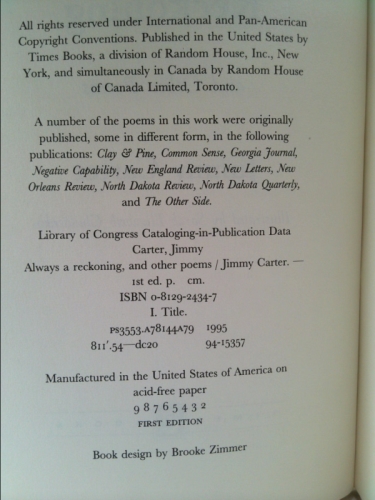 All rights reserved under International and Pan-American
Copyright Conventions. Published in the United States by
Times Books, a division of Random House, Inc., New
York, and simultaneously in Canada by Random House
of Canada Limited, Toronto.
A number of the poems in this work were originally
published, some in different form, in the following
publications: Clay & Pine, Common Sense, Georgia Journal,
Negative Capability, New England Review, New Letters, New
Orleans Review, North Dakota Review, North Dakota Quarterly,
and The Other Side.
Library of Congress Cataloging-in-Publication Data
Carter, Jimmy
Always a reckoning, and other poems / Jimmy Carter. —
1st ed. p. cm.
ISBN 0-8129-2434-7
I. Title.
PS3553.A78144A79 1995
811'.54—dc20 94-15357
Manufactured in the United States of America on
acid-free paper
9 8 7 6 5 4 3 2
FIRST EDITION
Book design by Brooke Zimmer